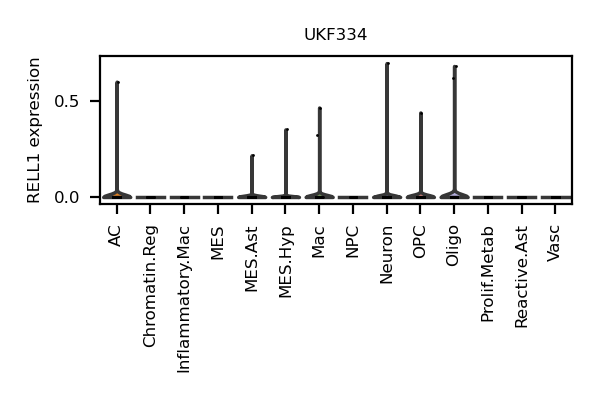 UKF334
RELL1 expression
0.5
0.0
AC
Chromatin.Reg
Inflammatory.Mac
MES
MES.Ast
MES.Hyp
Mac
NPC
Neuron
OPC
Oligo
Prolif.Metab
Reactive.Ast
Vasc